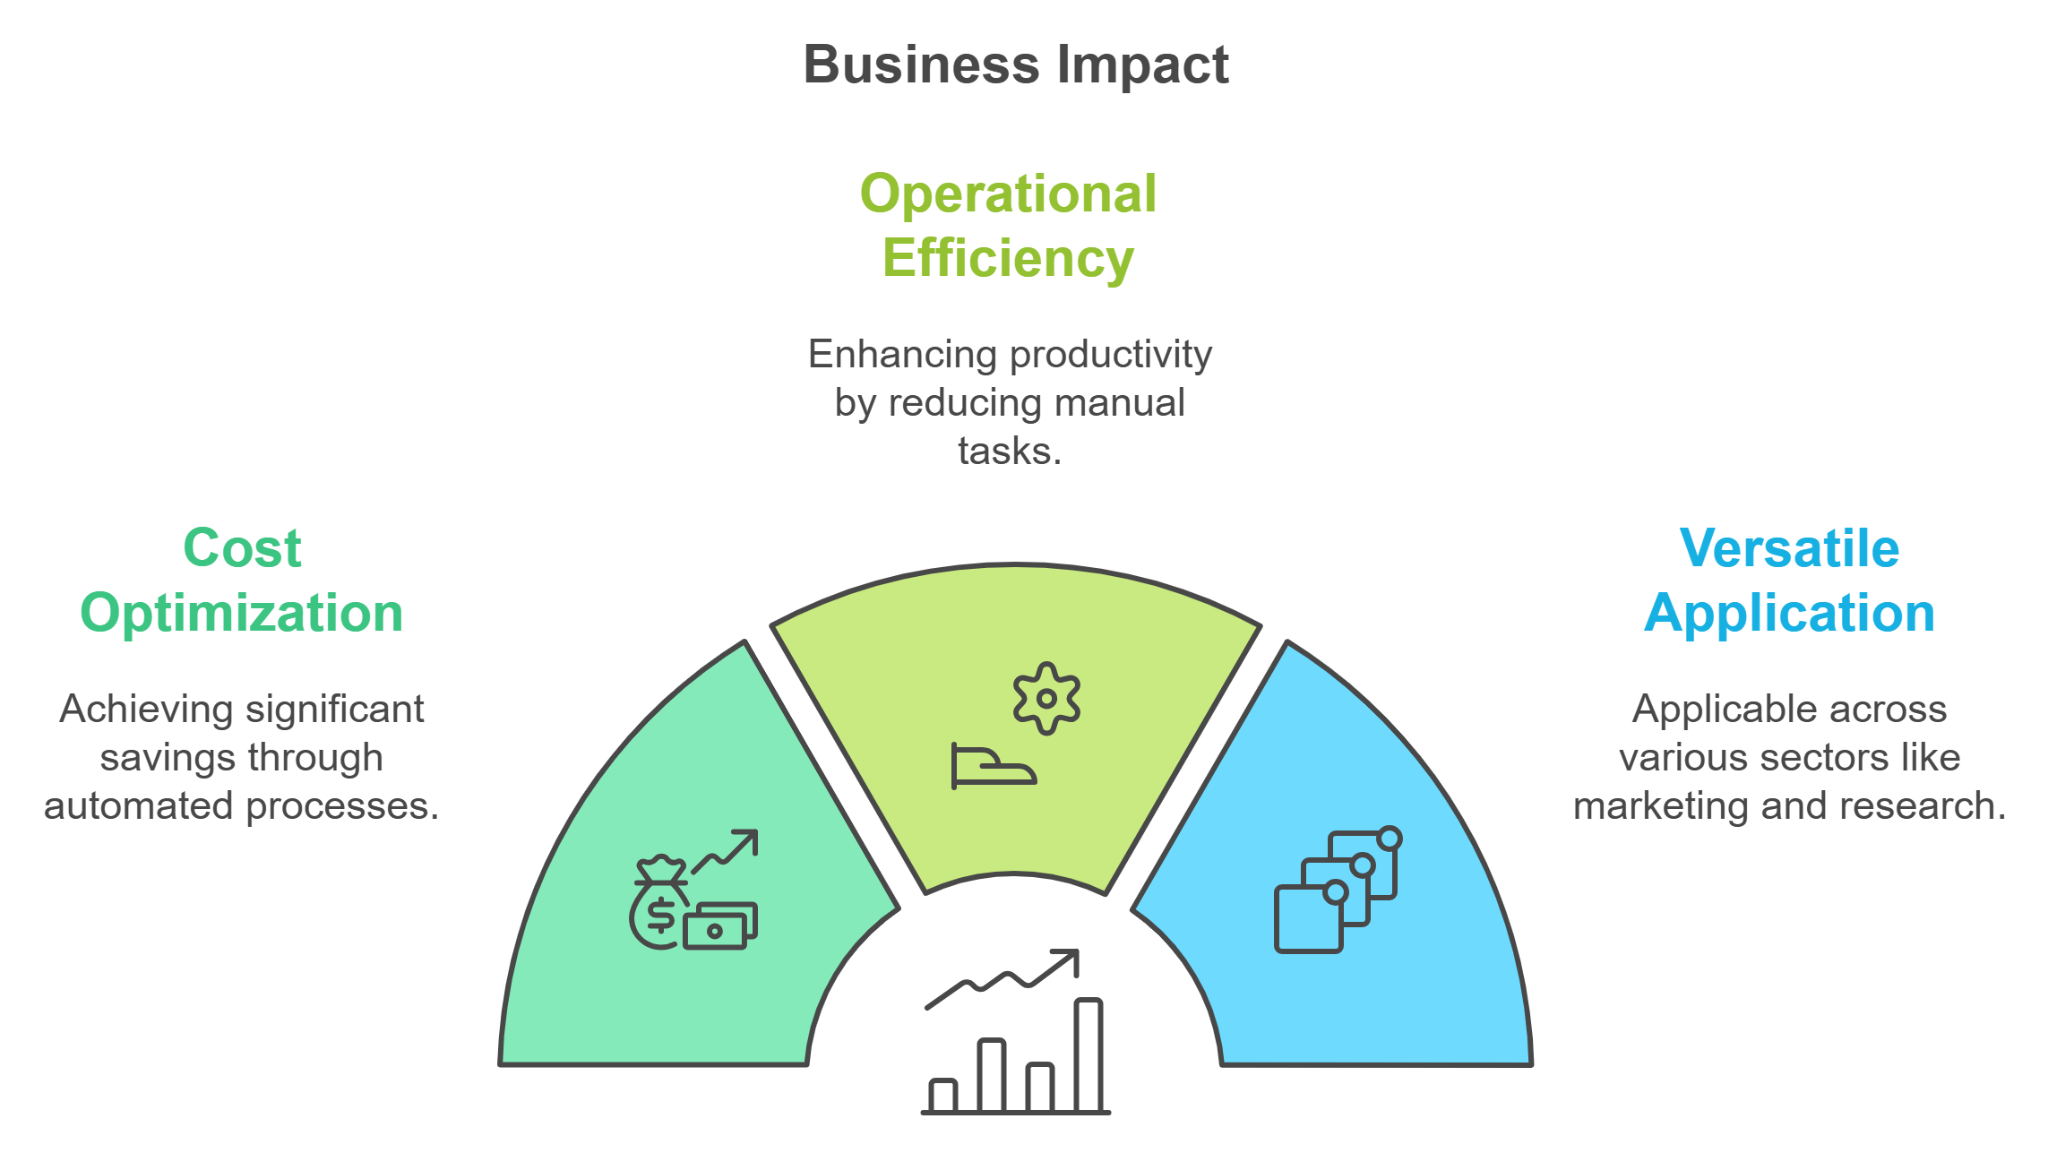 Business Impact
Operational
Efficiency
Enhancing productivity
by reducing manual
tasks.
Cost
Optimization
Achieving significant
savings through
automated processes.
Versatile
Application
Applicable across
various sectors like
marketing and research.
$